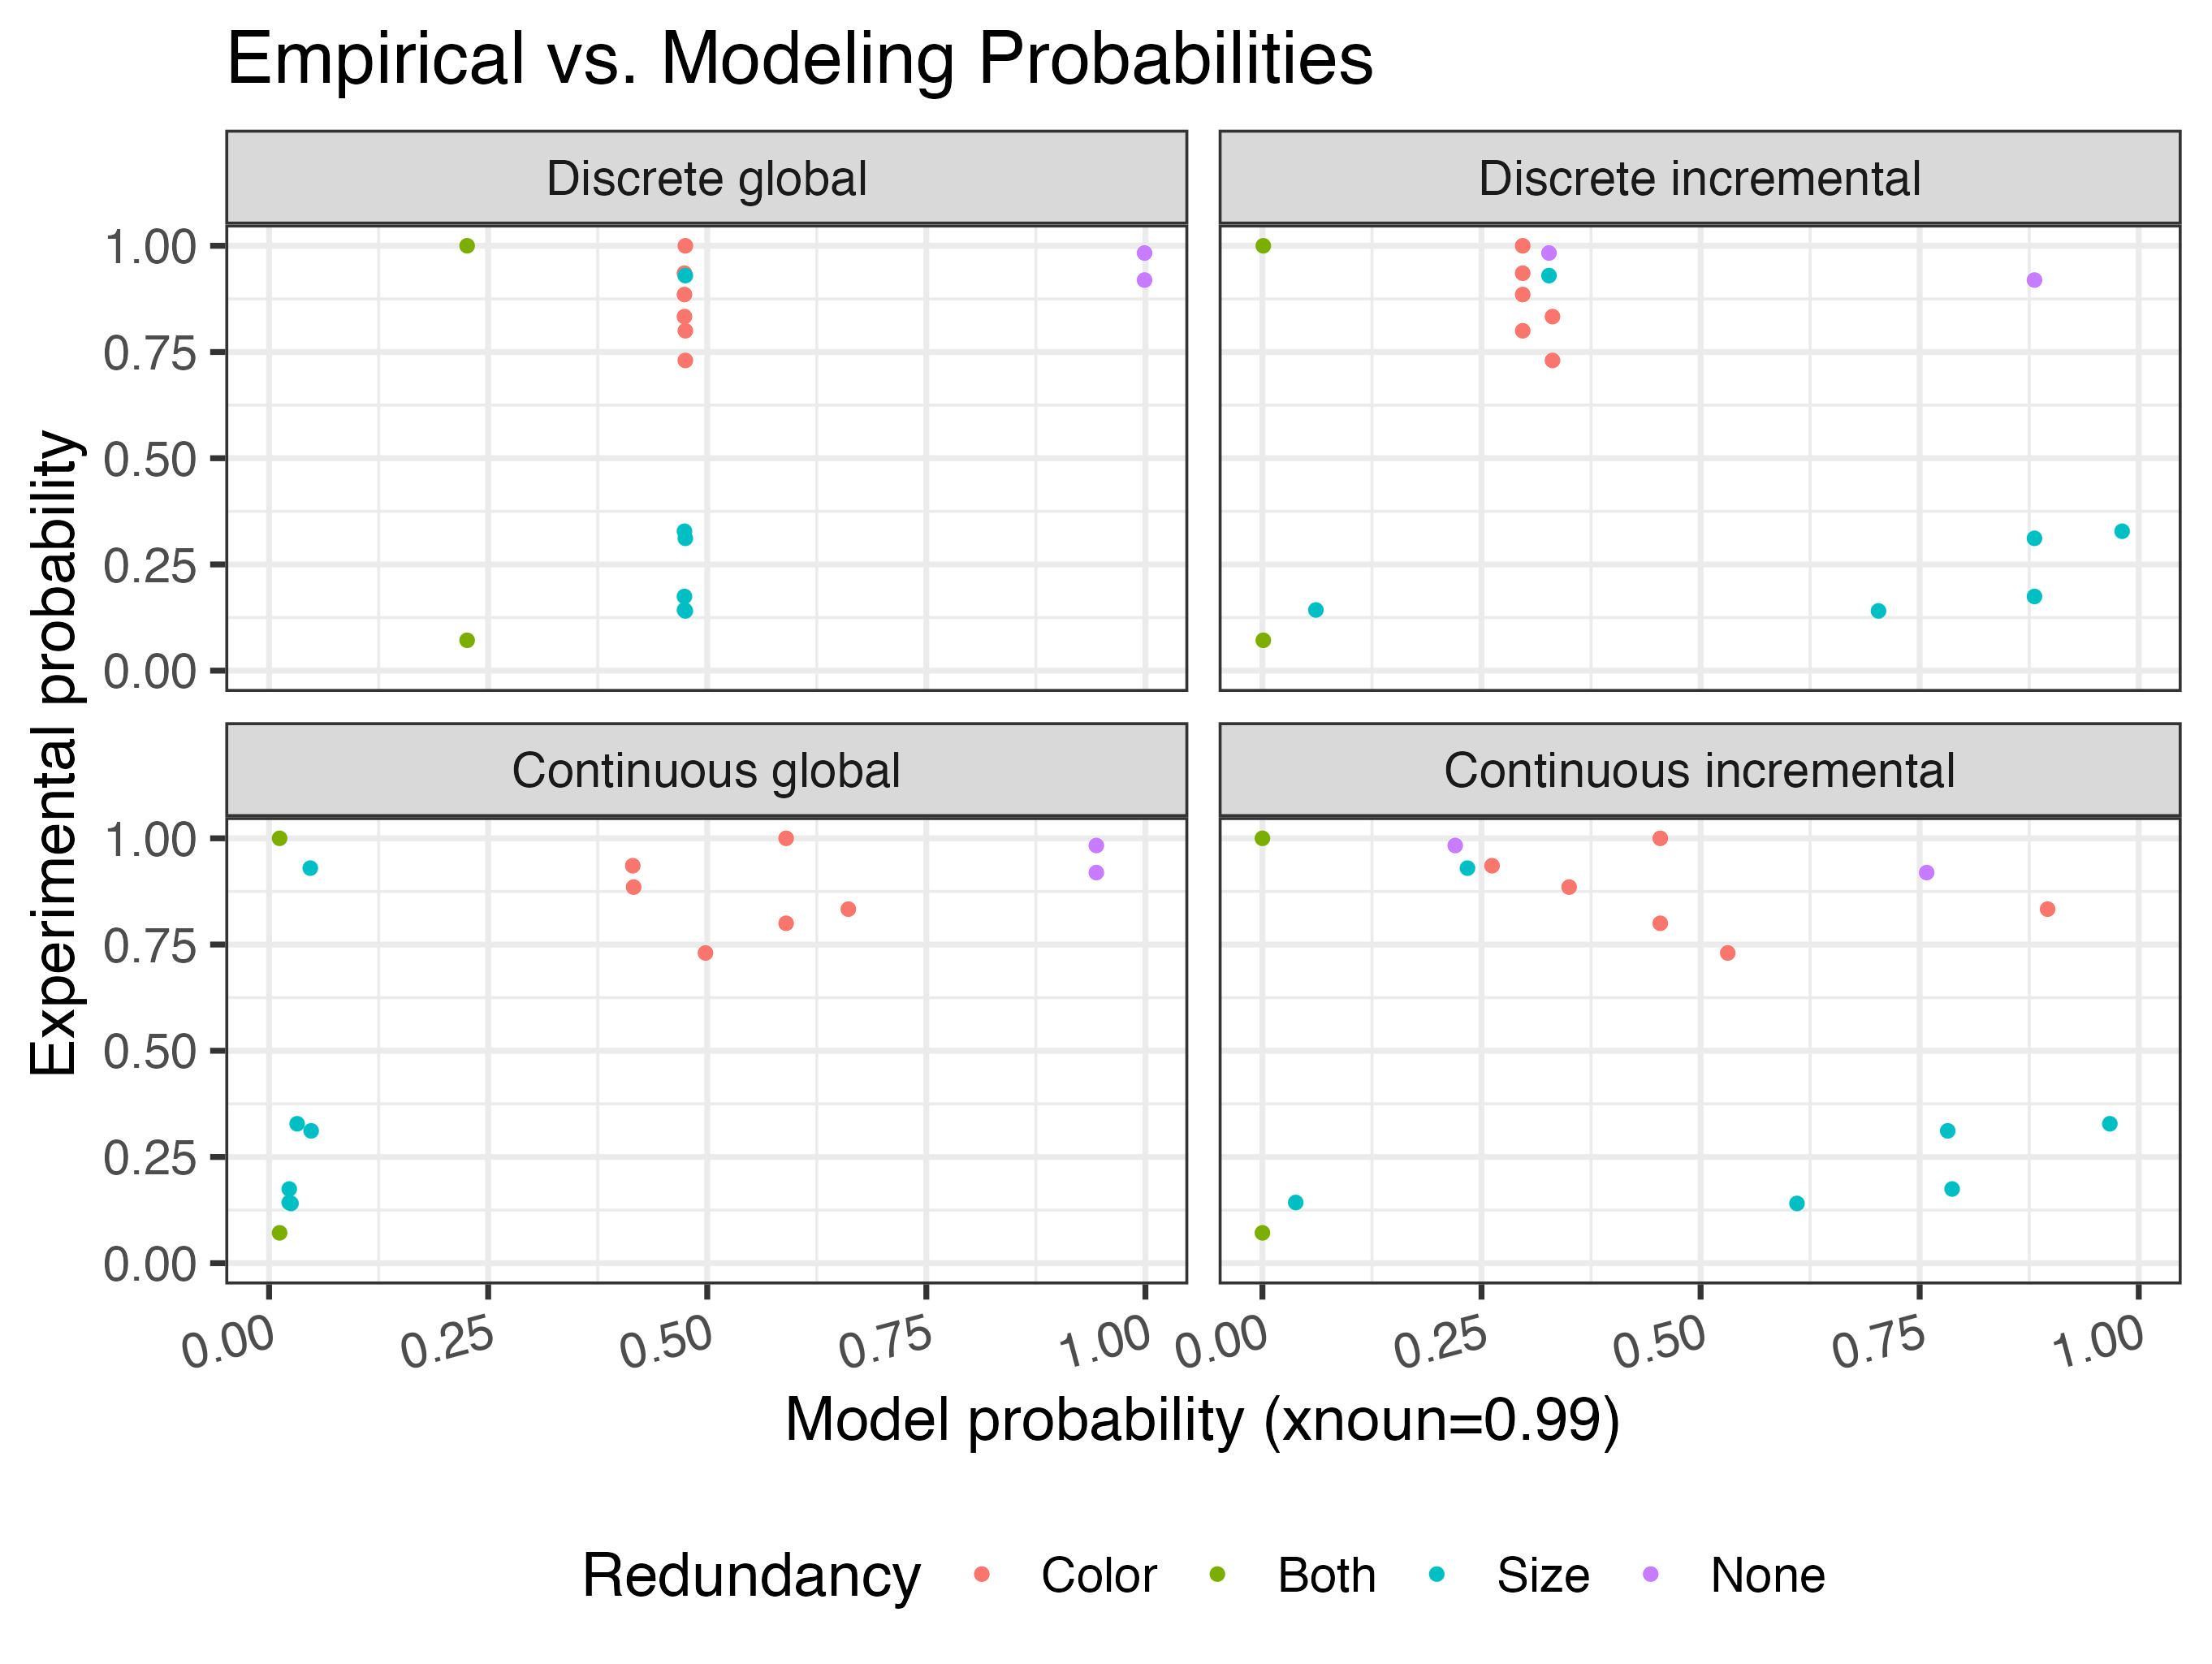 Empirical vs. Modeling Probabilities
Discrete global
Discrete incremental
1.00
0.75
0.50
0.25
0.00
Experimental probability
Continuous global
Continuous incremental
1.00
0.75
0.50
0.25
0.00
0.00 0.25 0.50 0.75 1.00 0.00 0.25 0.50 0.75 1.00
Model probability (xnoun=0.99)
Redundancy Color Both Size None